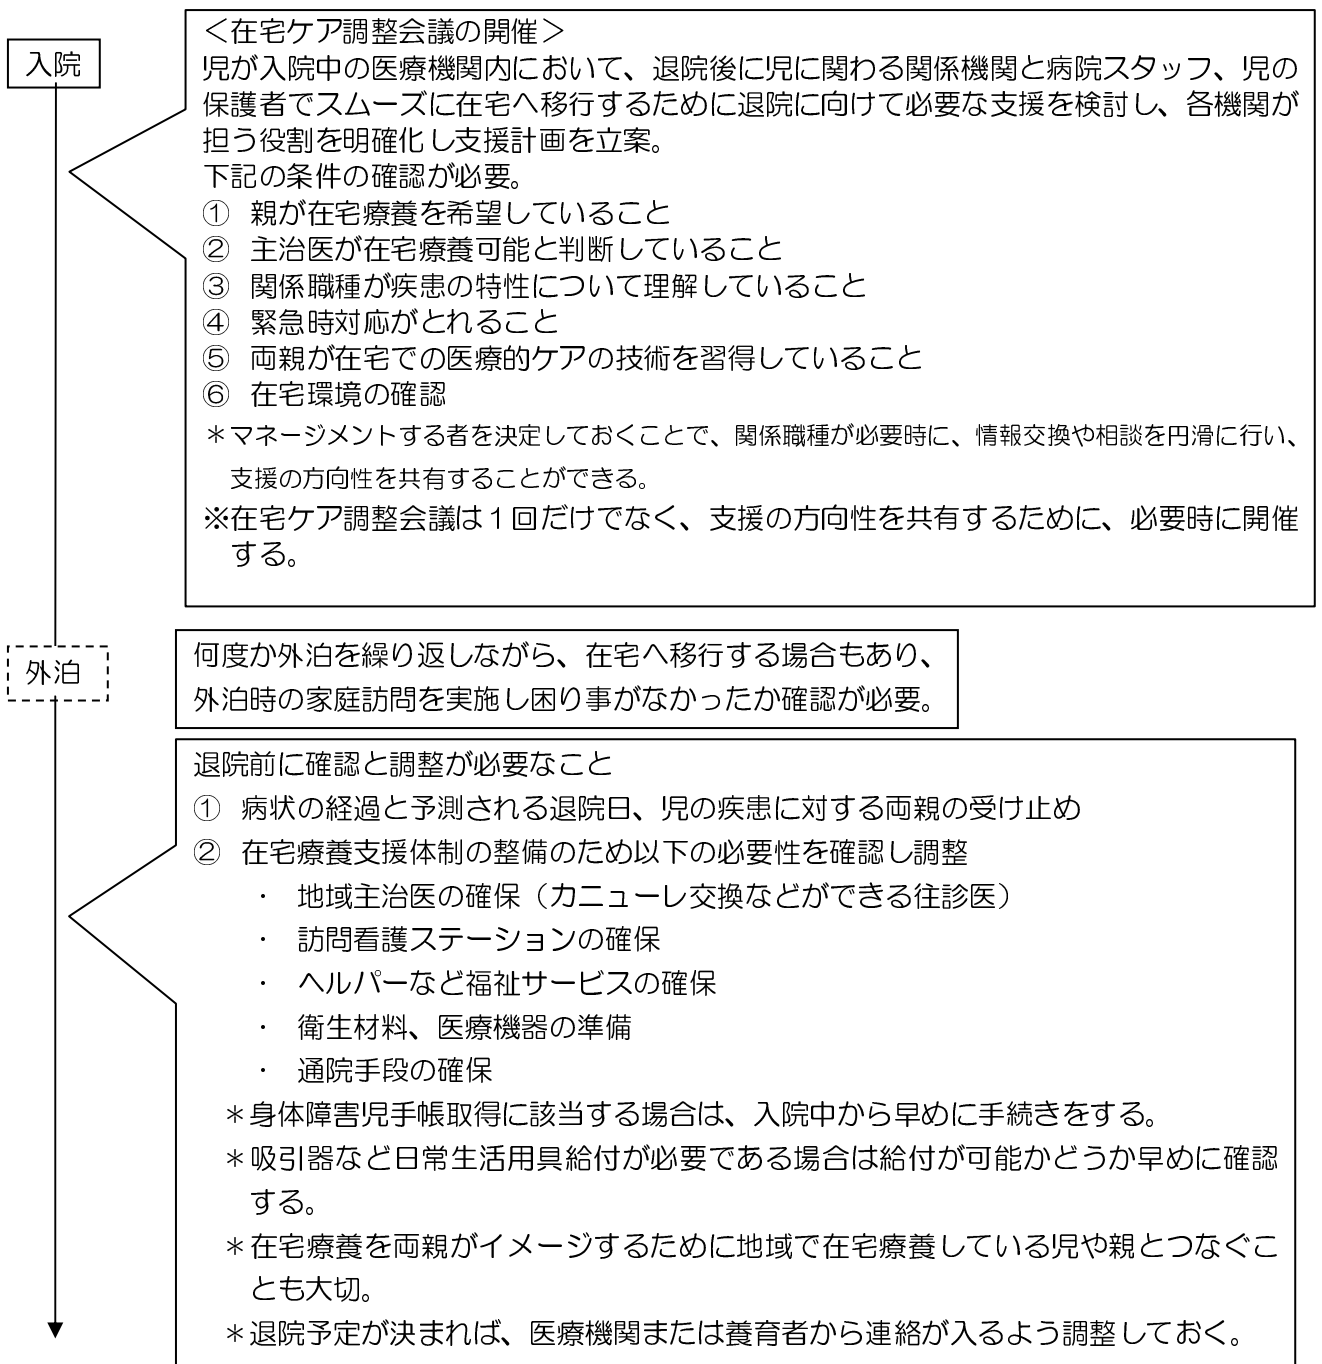 入院
＜在宅ケア調整会議の開催＞
児が入院中の医療機関内において、退院後に児に関わる関係機関と病院スタッフ、児の
保護者でスムーズに在宅へ移行するために退院に向けて必要な支援を検討し、各機関が
担う役割を明確化し支援計画を立案。
下記の条件の確認が必要。
① 親が在宅療養を希望していること
② 主治医が在宅療養可能と判断していること
③ 関係職種が疾患の特性について理解していること
④ 緊急時対応がとれること
⑤ 両親が在宅での医療的ケアの技術を習得していること
⑥ 在宅環境の確認
＊マネージメントする者を決定しておくことで、関係職種が必要時に、情報交換や相談を円滑に行い、
支援の方向性を共有することができる。
※在宅ケア調整会議は１回だけでなく、支援の方向性を共有するために、必要時に開催
する。
外泊
何度か外泊を繰り返しながら、在宅へ移行する場合もあり、
外泊時の家庭訪問を実施し困り事がなかったか確認が必要。
退院前に確認と調整が必要なこと
① 病状の経過と予測される退院日、児の疾患に対する両親の受け止め
② 在宅療養支援体制の整備のため以下の必要性を確認し調整
・ 地域主治医の確保（カニューレ交換などができる往診医）
・ 訪問看護ステーションの確保
・ ヘルパーなど福祉サービスの確保
・ 衛生材料、医療機器の準備
・ 通院手段の確保
＊身体障害児手帳取得に該当する場合は、入院中から早めに手続きをする。
＊吸引器など日常生活用具給付が必要である場合は給付が可能かどうか早めに確認
する。
＊在宅療養を両親がイメージするために地域で在宅療養している児や親とつなぐこ
とも大切。
＊退院予定が決まれば、医療機関または養育者から連絡が入るよう調整しておく。